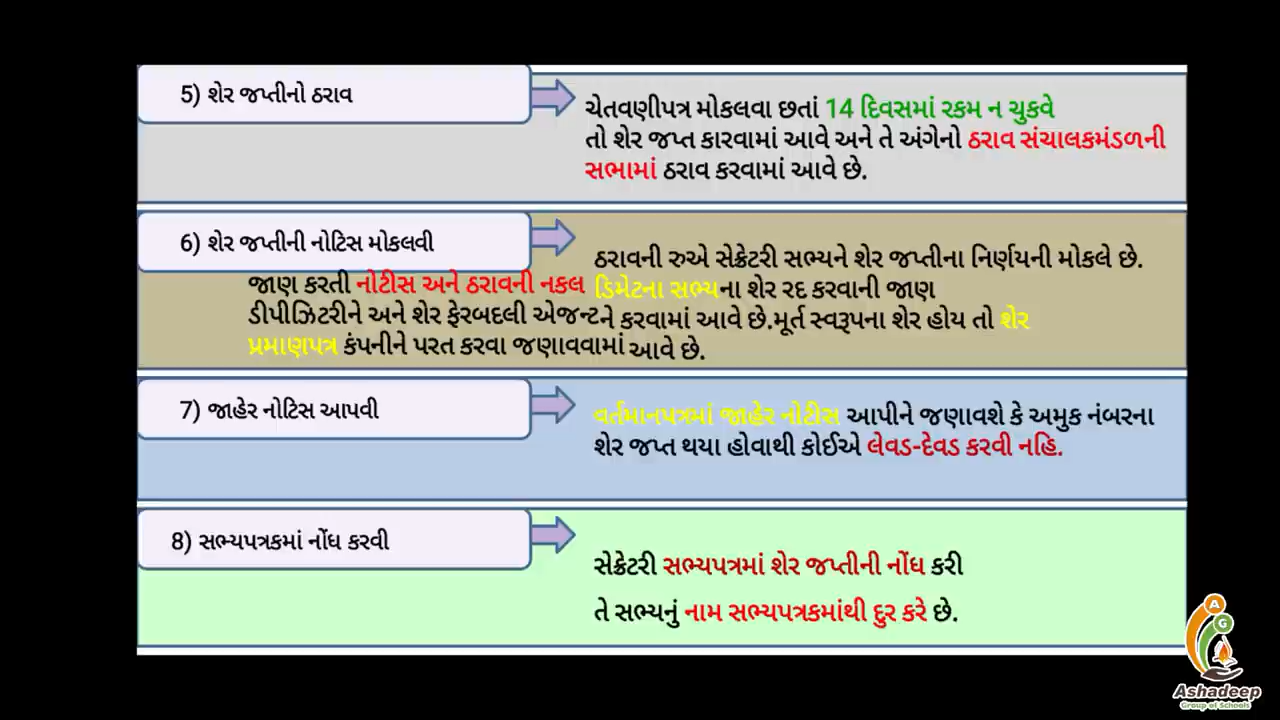 5) શેર જપ્તીનો ઠરાવ
ચેતવણીપત્ર મોકલવા છતાં 14 દિવસમાં રકમ ન ચુકવે
તો શેર જપ્ત કારવામાં આવે અને તે અંગેનો ઠરાવ સંચાલકમંડળની
સભામાં ઠરાવ કરવામાં આવે છે.
6) શેર જપ્તીની નોટિસ મોકલવી
ઠરાવની રુએ સેક્રેટરી સભ્યને શેર જપ્તીના નિર્ણયની મોકલે છે.
જાણ કરતી નોટીસ અને ઠરાવની નકલ ડિમેટના સભ્યના શેર રદ કરવાની જાણ
ડીપીઝિટરીને અને શેર ફેરબદલી એજન્ટને કરવામાં આવે છે.મૂર્ત સ્વરૂપના શેર હોય તો શેર
પ્રમાણપત્ર કંપનીને પરત કરવા જણાવવામાં આવે છે.
7) જાહેર નોટિસ આપવી
વર્તમાનપત્રમાં જાહેર નોટીસ આપીને જણાવશે કે અમુક નંબરના
શેર જપ્ત થયા હોવાથી કોઈએ લેવડ-દેવડ કરવી નહિ.
8) સભ્યપત્રકમાં નોંધ કરવી
સેક્રેટરી સભ્યપત્રમાં શેર જપ્તીની નોંધ કરી
તે સભ્યનું નામ સભ્યપત્રકમાંથી દુર કરે છે.
A
G
Ashadeep
Group of Schools